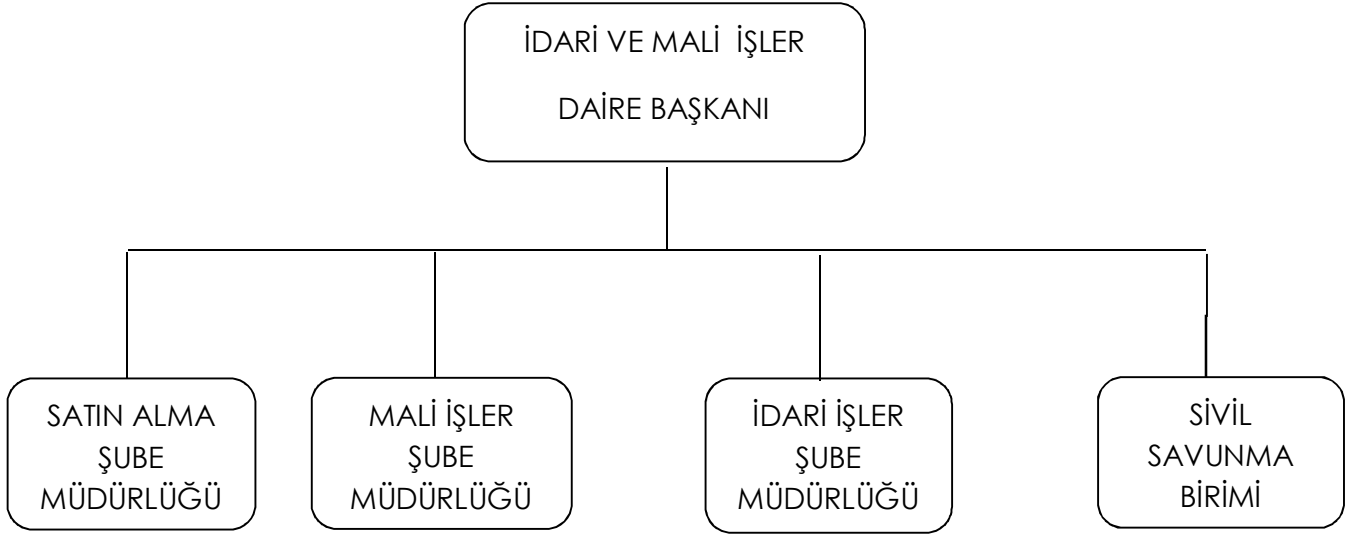 İDARİ VE MALİ İŞLER
DAİRE BAŞKANI
SATIN ALMA
ŞUBE
MÜDÜRLÜĞÜ
MALİ İŞLER
ŞUBE
MÜDÜRLÜĞÜ
İDARİ İŞLER
ŞUBE
MÜDÜRLÜĞÜ
SİVİL
SAVUNMA
BİRİMİ